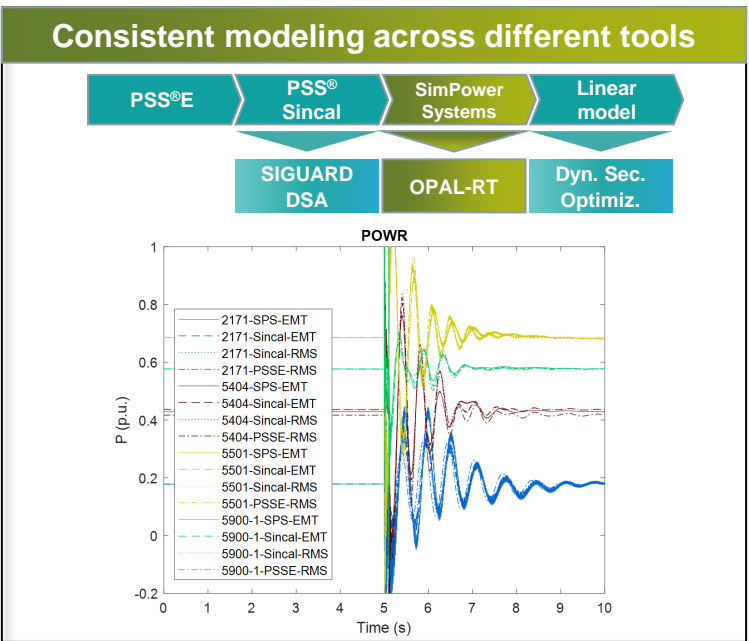 Consistent modeling across different tools
PSS®E
PSS®
Sincal
SimPower
Systems
Linear
model
SIGUARD
DSA
OPAL-RT
Dyn. Sec.
Optimiz.
POWR
1
0.8
0.6
0.4
0.2
0
-0.2
P (p.u.)
2171-SPS-EMT
2171-Sincal-EMT
2171-Sincal-RMS
2171-PSSE-RMS
5404-SPS-EMT
5404-Sincal-EMT
5404-Sincal-RMS
5404-PSSE-RMS
5501-SPS-EMT
5501-Sincal-EMT
5501-Sincal-RMS
5501-PSSE-RMS
5900-1-SPS-EMT
5900-1-Sincal-EMT
5900-1-Sincal-RMS
5900-1-PSSE-RMS
0 1 2 3 4 5 6 7 8 9 10
Time (s)